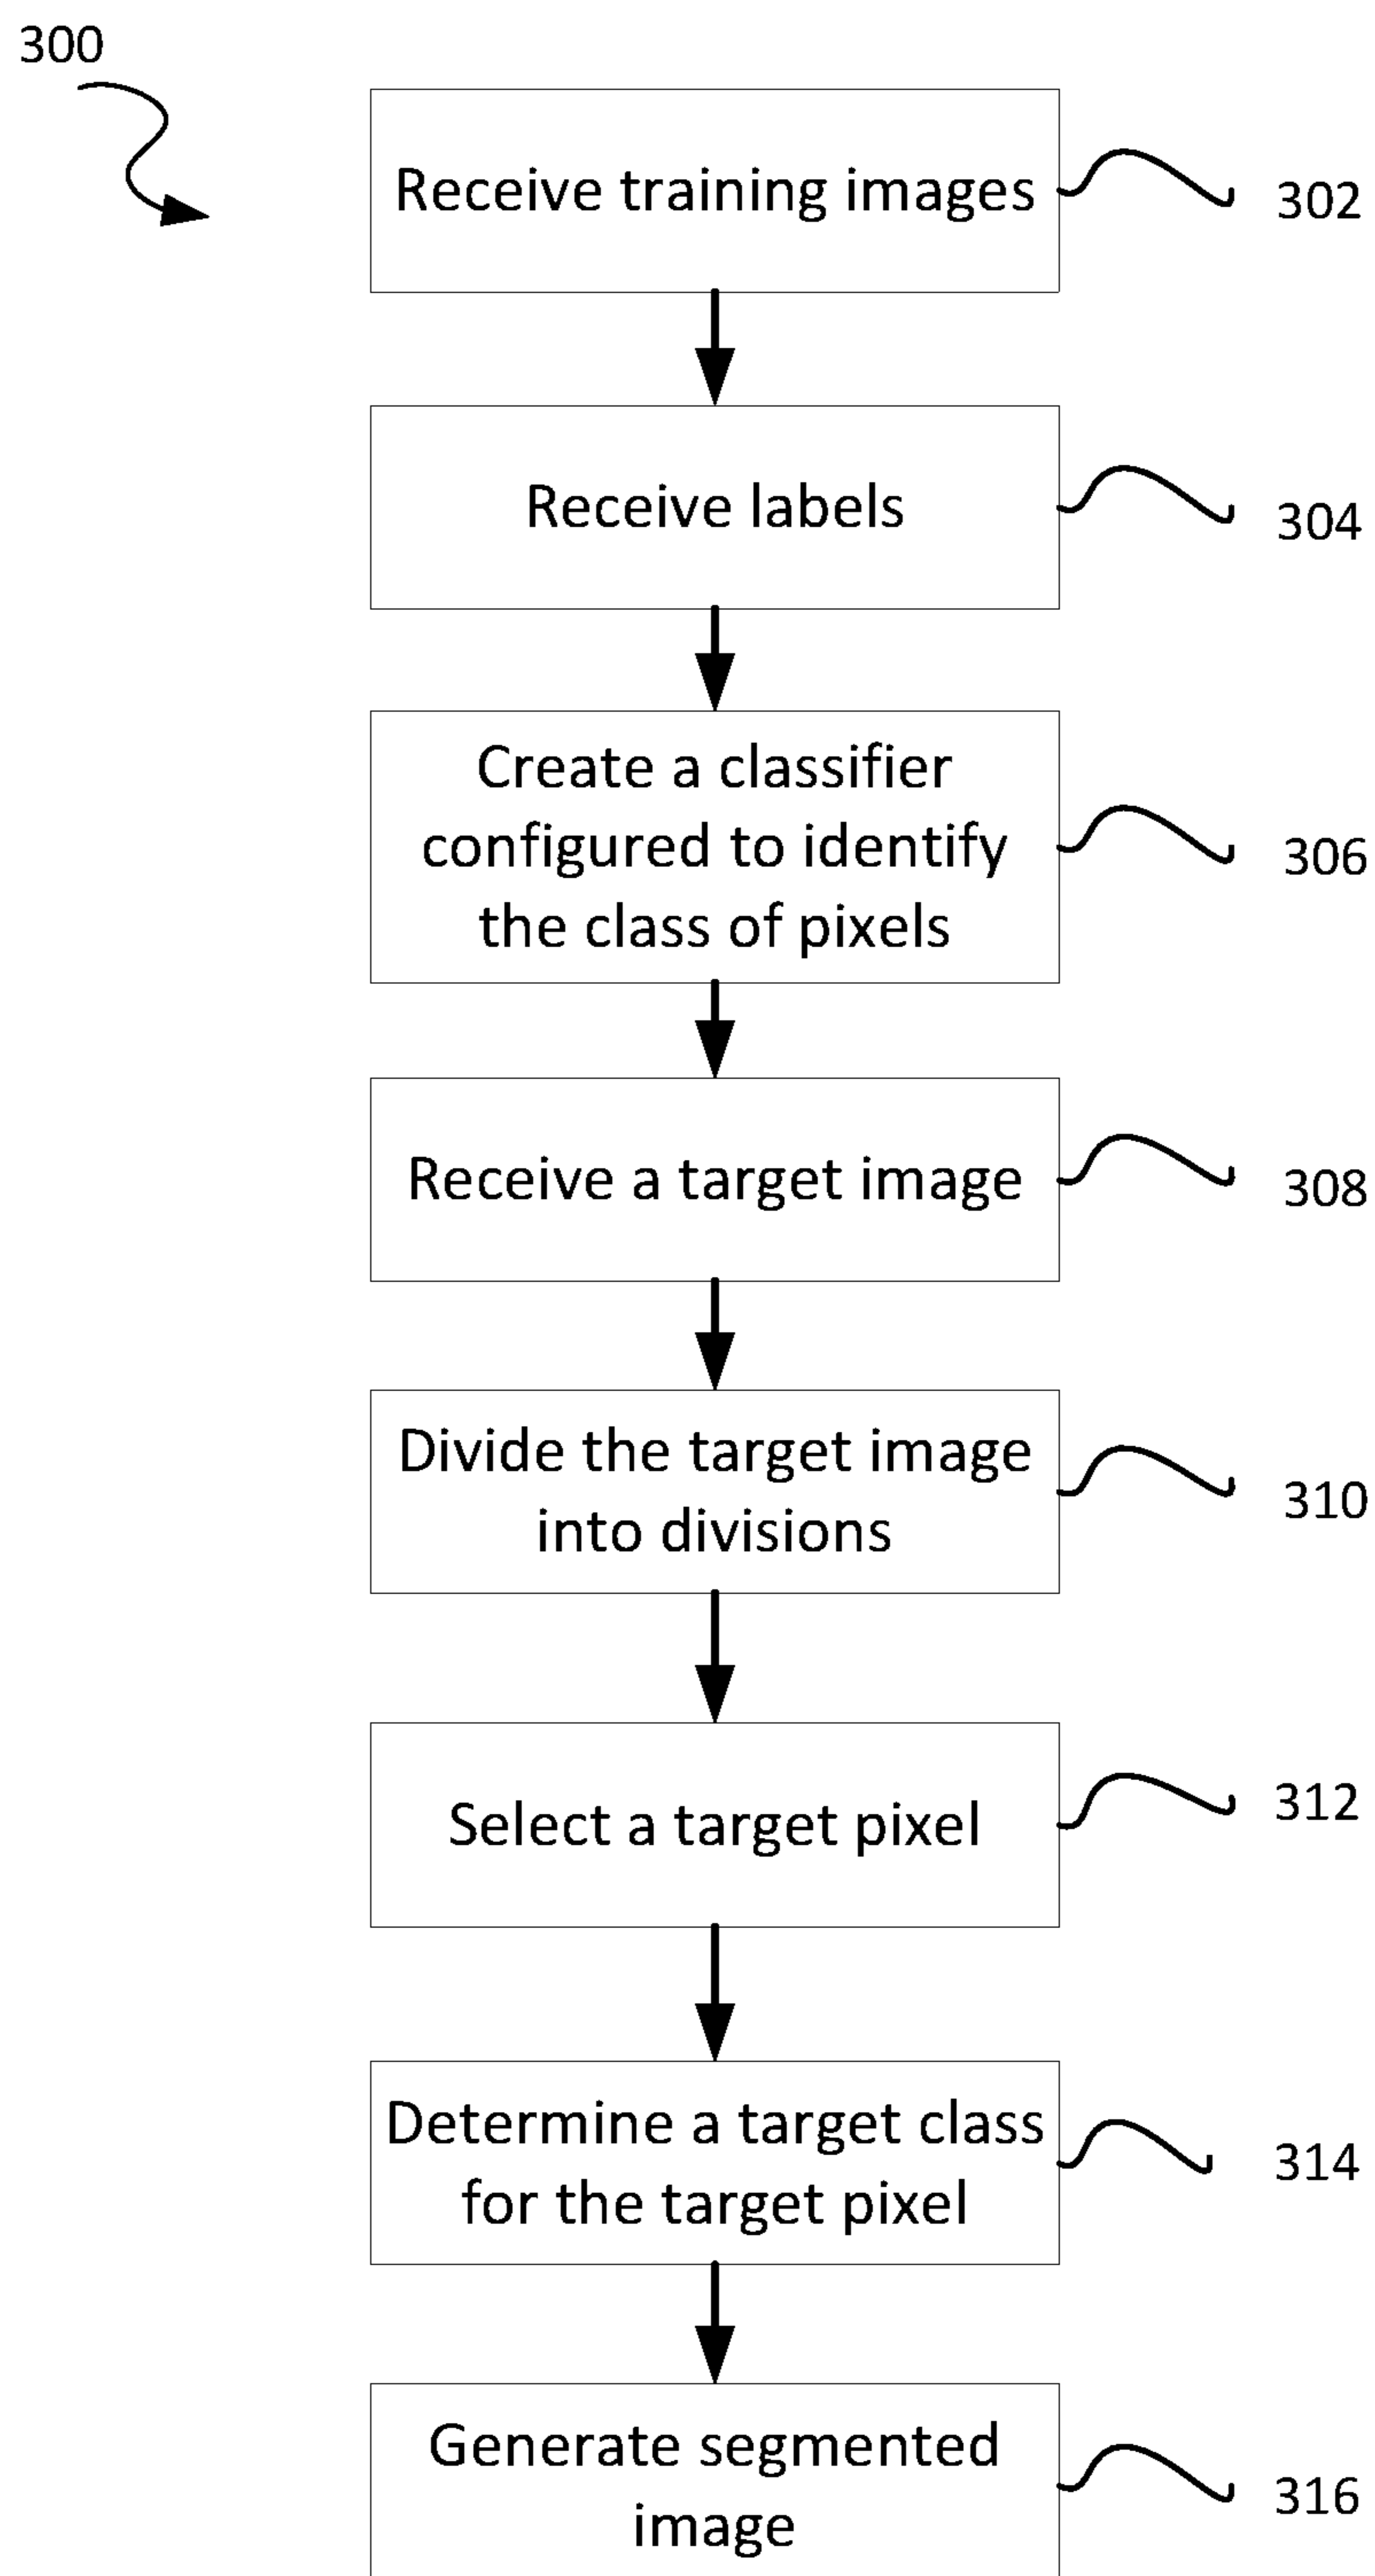 300
Receive training images
302
Receive labels
304
Create a classifier
configured to identify
the class of pixels
306
Receive a target image
308
Divide the target image
into divisions
310
Select a target pixel
312
Determine a target class
for the target pixel
314
Generate segmented
image
316